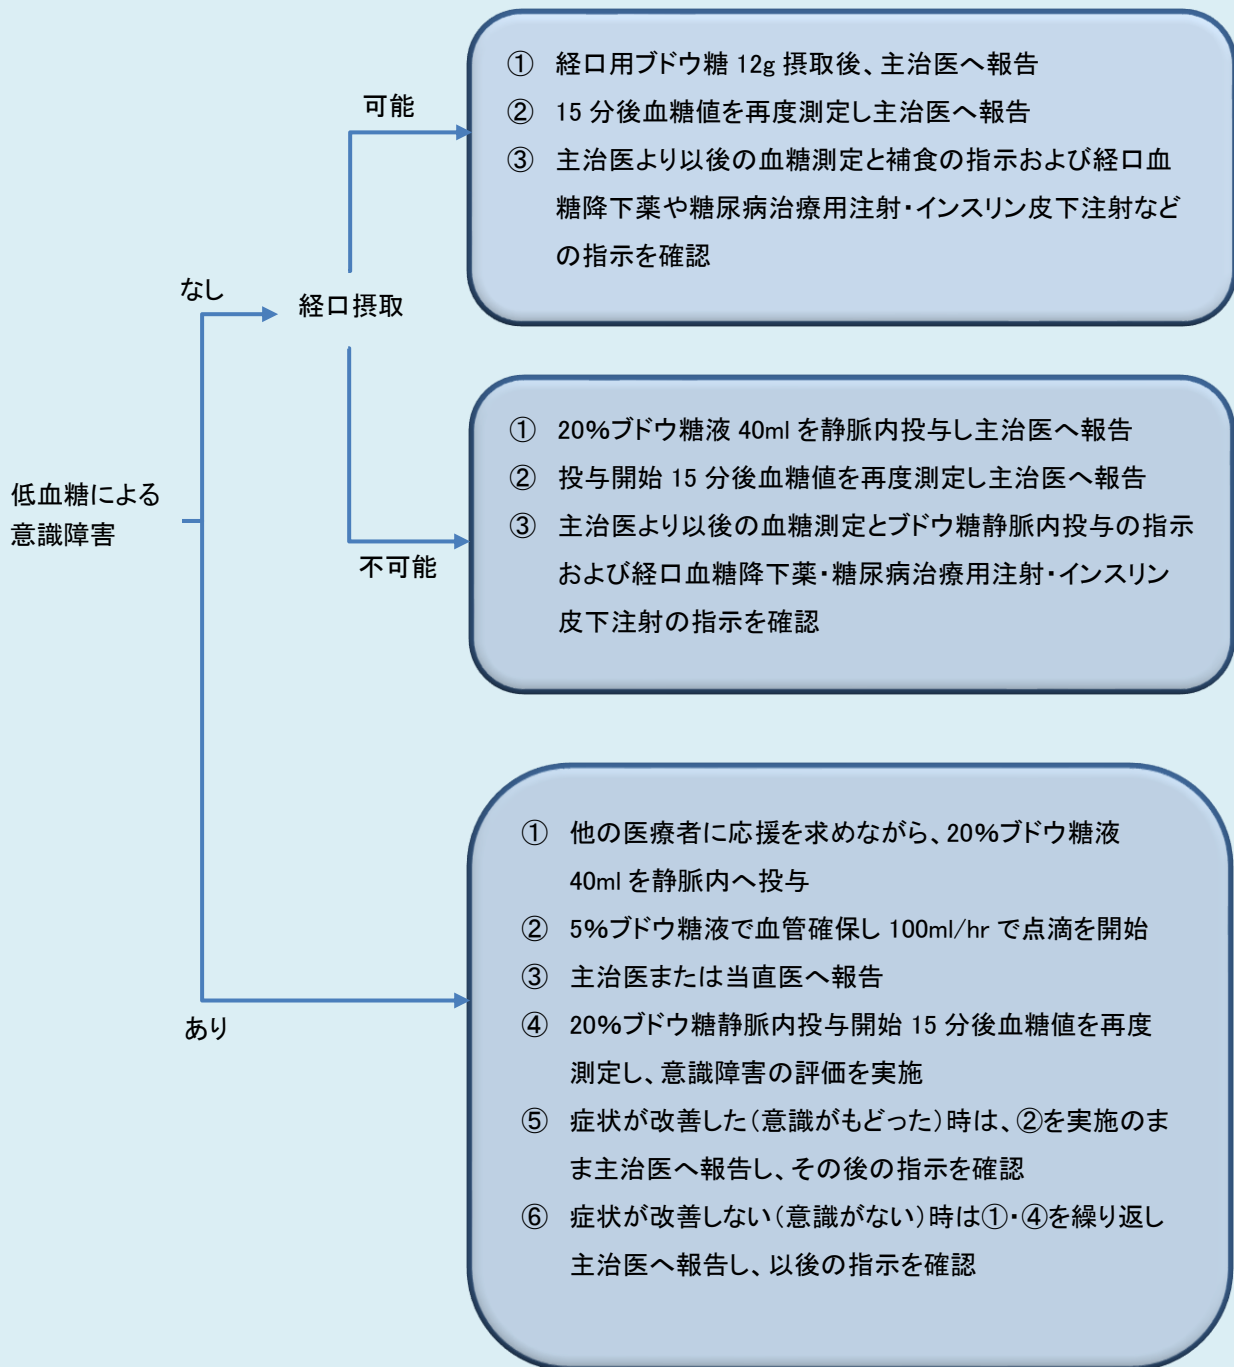 ① 経口用ブドウ糖 12g 摂取後、主治医へ報告
② 15 分後血糖値を再度測定し主治医へ報告
③ 主治医より以後の血糖測定と補食の指示および経口血
糖降下薬や糖尿病治療用注射・インスリン皮下注射など
の指示を確認
可能
なし
経口摂取
不可能
① 20%ブドウ糖液 40ml を静脈内投与し主治医へ報告
② 投与開始 15 分後血糖値を再度測定し主治医へ報告
③ 主治医より以後の血糖測定とブドウ糖静脈内投与の指示
および経口血糖降下薬・糖尿病治療用注射・インスリン
皮下注射の指示を確認
低血糖による
意識障害
あり
① 他の医療者に応援を求めながら、20%ブドウ糖液
40ml を静脈内へ投与
② 5%ブドウ糖液で血管確保し 100ml/hr で点滴を開始
③ 主治医または当直医へ報告
④ 20%ブドウ糖静脈内投与開始 15 分後血糖値を再度
測定し、意識障害の評価を実施
⑤ 症状が改善した(意識がもどった)時は、②を実施のま
ま主治医へ報告し、その後の指示を確認
⑥ 症状が改善しない(意識がない)時は①・④を繰り返し
主治医へ報告し、以後の指示を確認